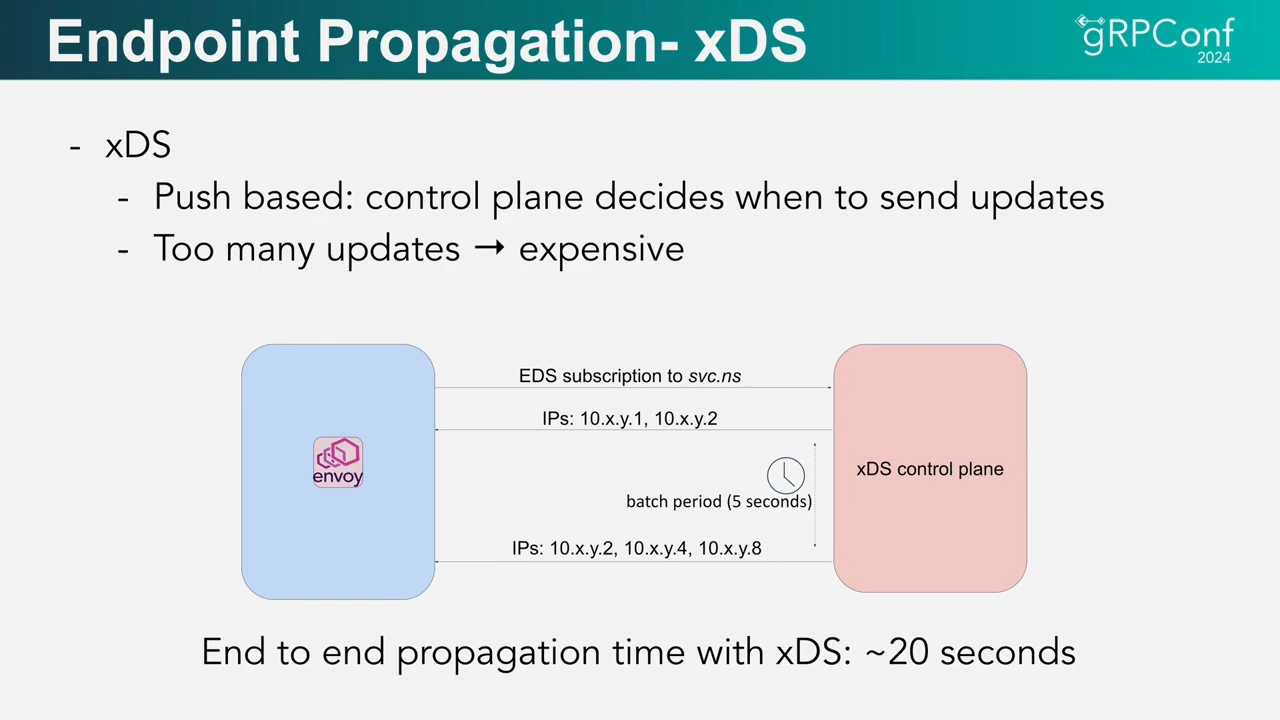 Endpoint Propagation- xDS
gRPConf
2024
- xDS
- Push based: control plane decides when to send updates
- Too many updates → expensive
EDS subscription to svc.ns
IPs: 10.x.y.1, 10.x.y.2
envoy
xDS control plane
batch period (5 seconds)
IPs: 10.x.y.2, 10.x.y.4, 10.x.y.8
End to end propagation time with xDS: ~20 seconds